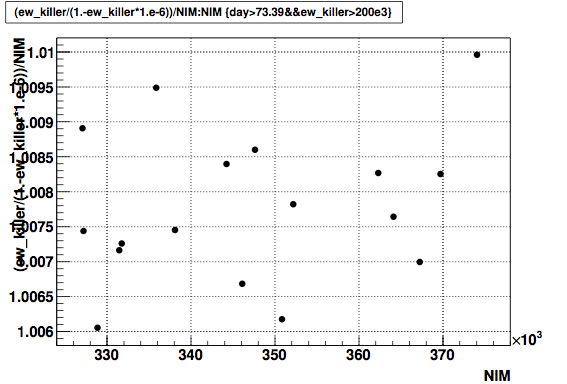 (ew_killer/(1.-ew_killer*1.e-6))/NIM:NIM {day>73.39&&ew_killer>200e3}
(ew_killer/(1.-ew_killer*1.e-6))/NIM
1.01
1.0095
1.009
1.0085
1.008
1.0075
1.007
1.0065
1.006
330 340 350 360 370
×10³
NIM